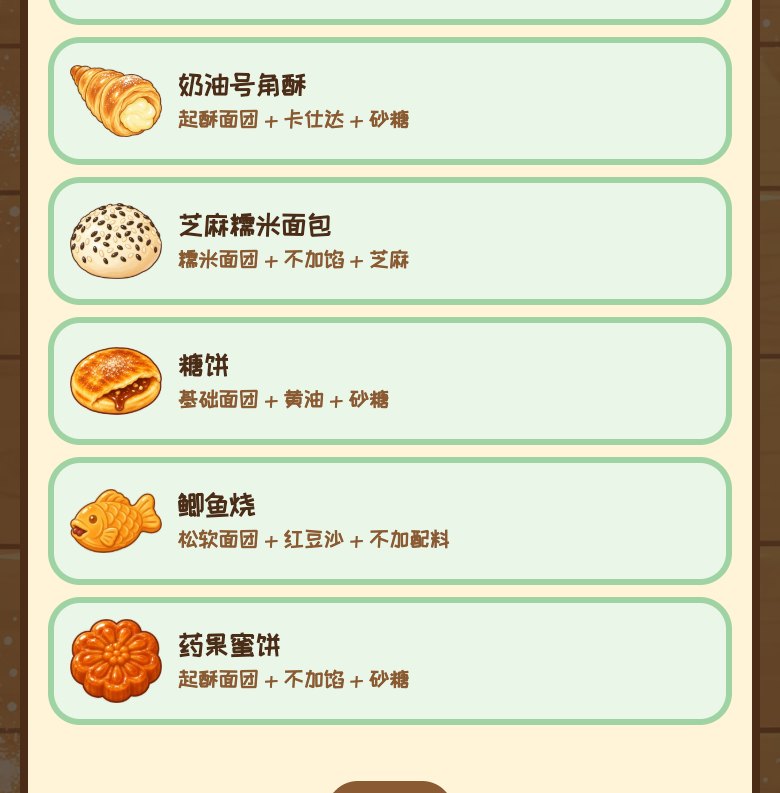 奶油号角酥
起酥面团 + 卡仕达 + 砂糖
芝麻糯米面包
糯米面团 + 不加馅 + 芝麻
糖饼
基础面团 + 黄油 + 砂糖
鲫鱼烧
松软面团 + 红豆沙 + 不加配料
药果蜜饼
起酥面团 + 不加馅 + 砂糖